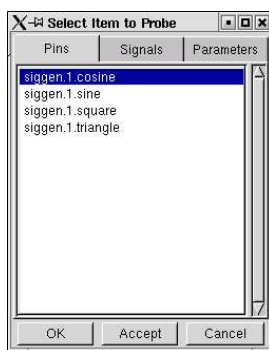 Select Item to Probe
Pins Signals Parameters
siggen.1.cosine
siggen.1.sine
siggen.1.square
siggen.1.triangle
OK Accept Cancel